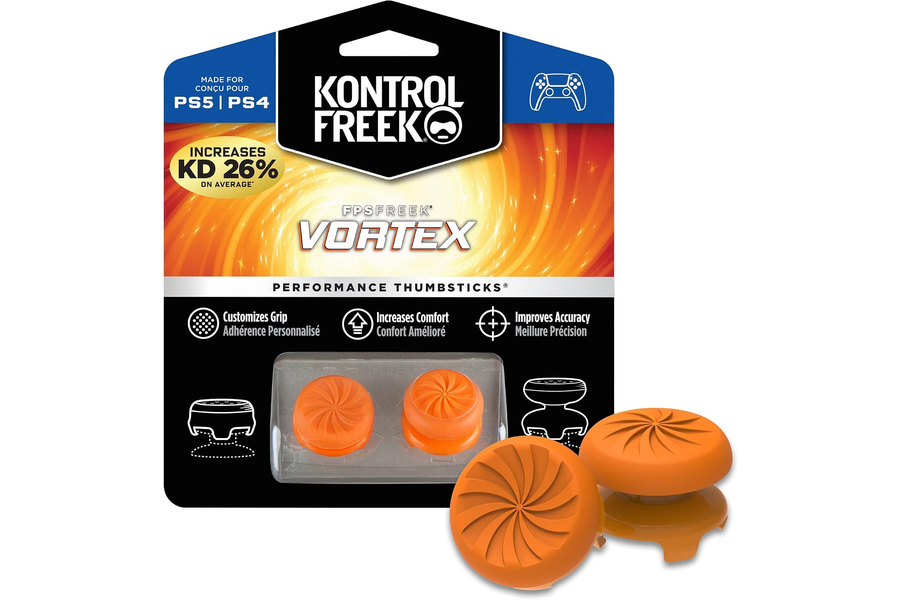 MADE FOR
CONÇU POUR
PS5 | PS4
KONTROL
FREEK®
INCREASES
KD 26%
ON AVERAGE*
FPSFREEK®
VORTEX
PERFORMANCE THUMBSTICKS®
Customizes Grip
Adhérence Personnalisé
Increases Comfort
Confort Amélioré
Improves Accuracy
Meillure Précision